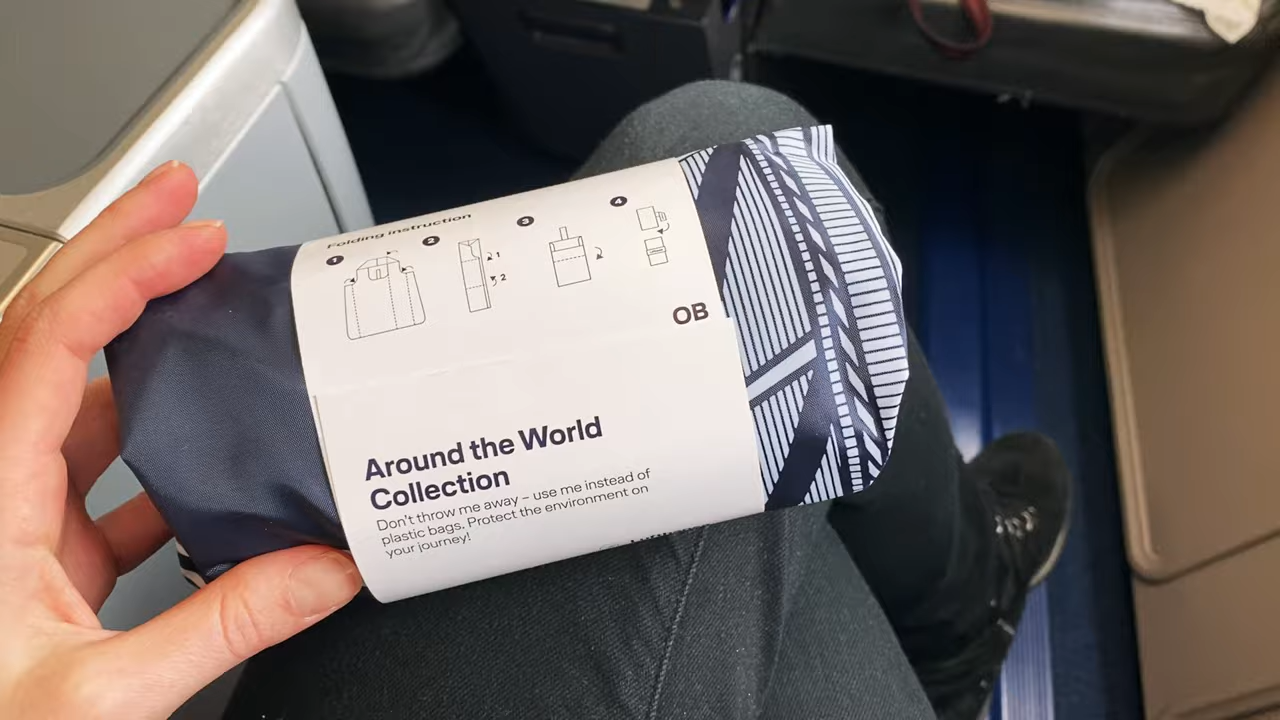 Folding instruction
1 2 3 4
1
2
OB
Around the World
Collection
Don't throw me away – use me instead of
plastic bags. Protect the environment on
your journey!